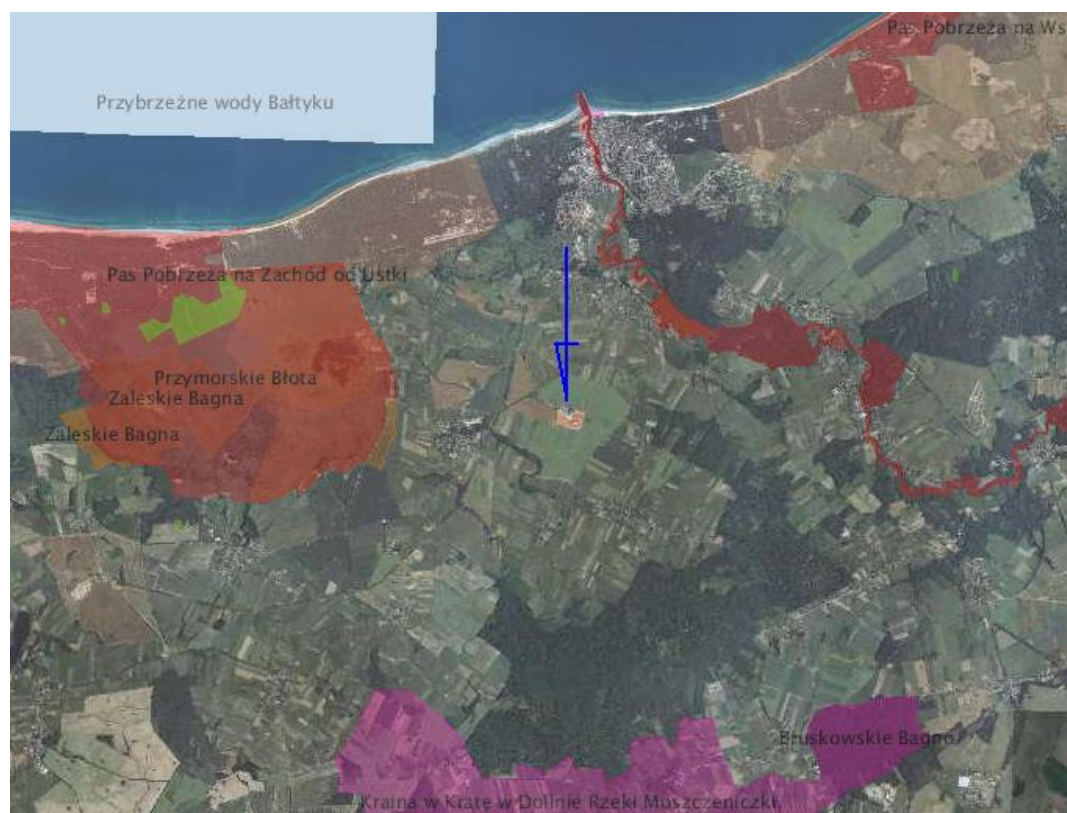 Pas Pobrzeża na Ws
Przybrzeżne wody Bałtyku
Pas Pobrzeża na Zachód od Ustki
Przymorskie Błota
Zaleskie Bagna
Zaleskie Bagna
Bruskowskie Bagno
Kraina w Kratę w Dolinie Rzeki Moszczeniczki